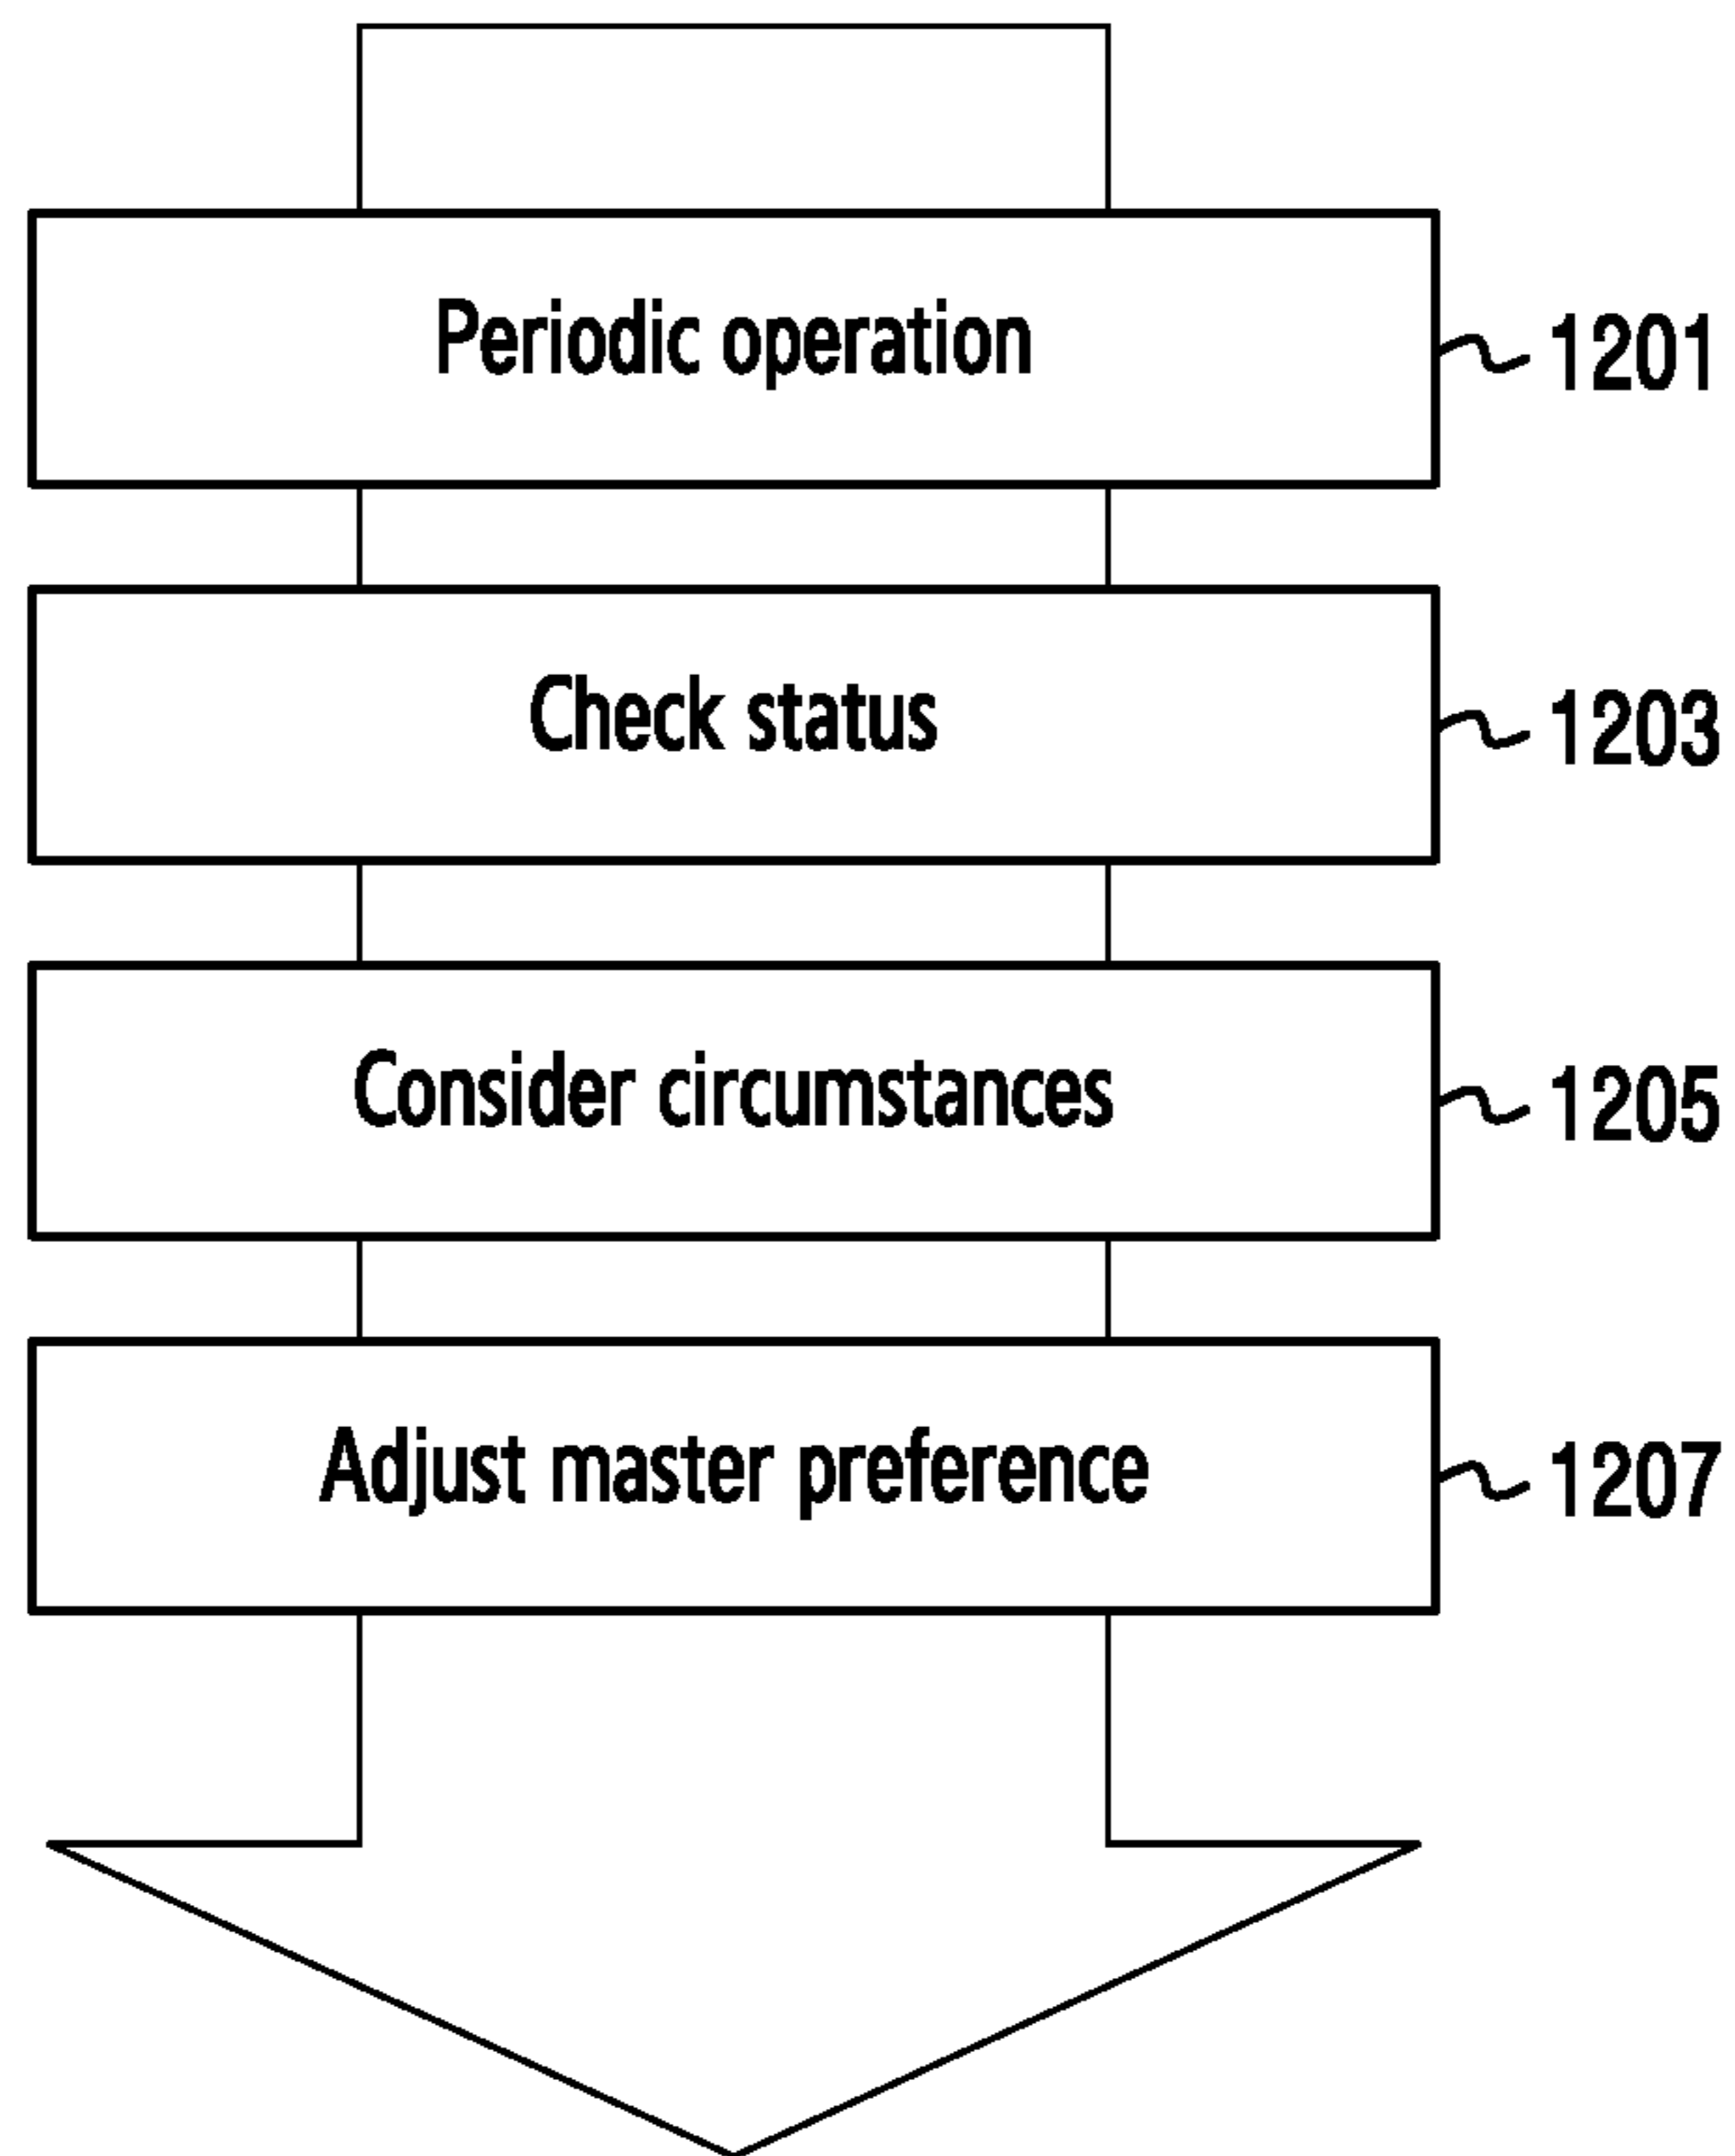 Periodic operation 1201
Check status 1203
Consider circumstances 1205
Adjust master preference 1207